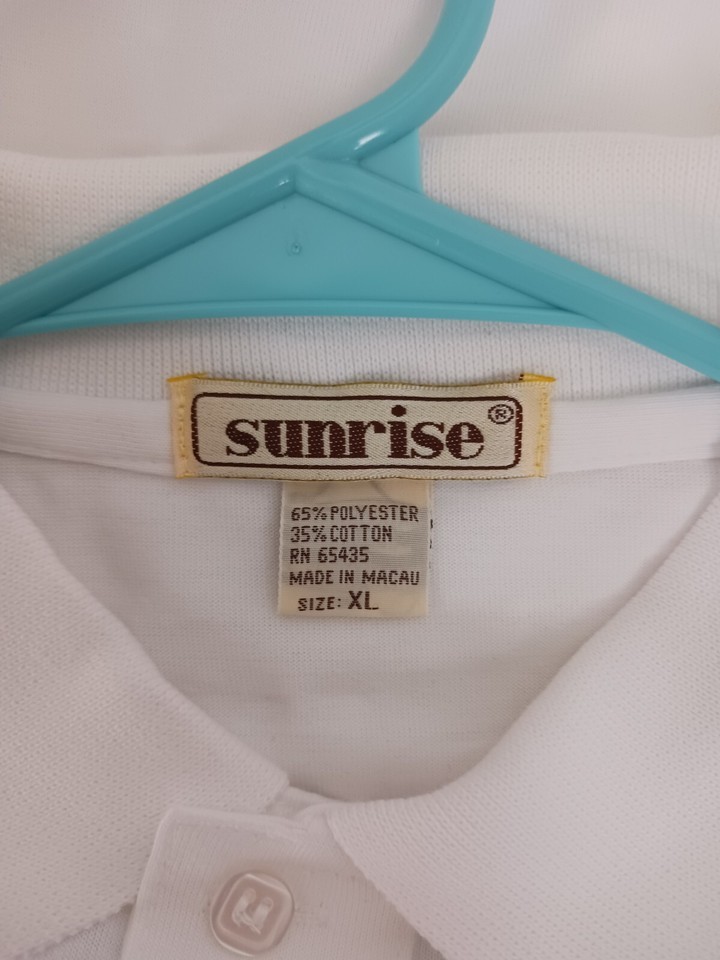 sunrise®
65% POLYESTER
35% COTTON
RN 65435
MADE IN MACAU
SIZE: XL